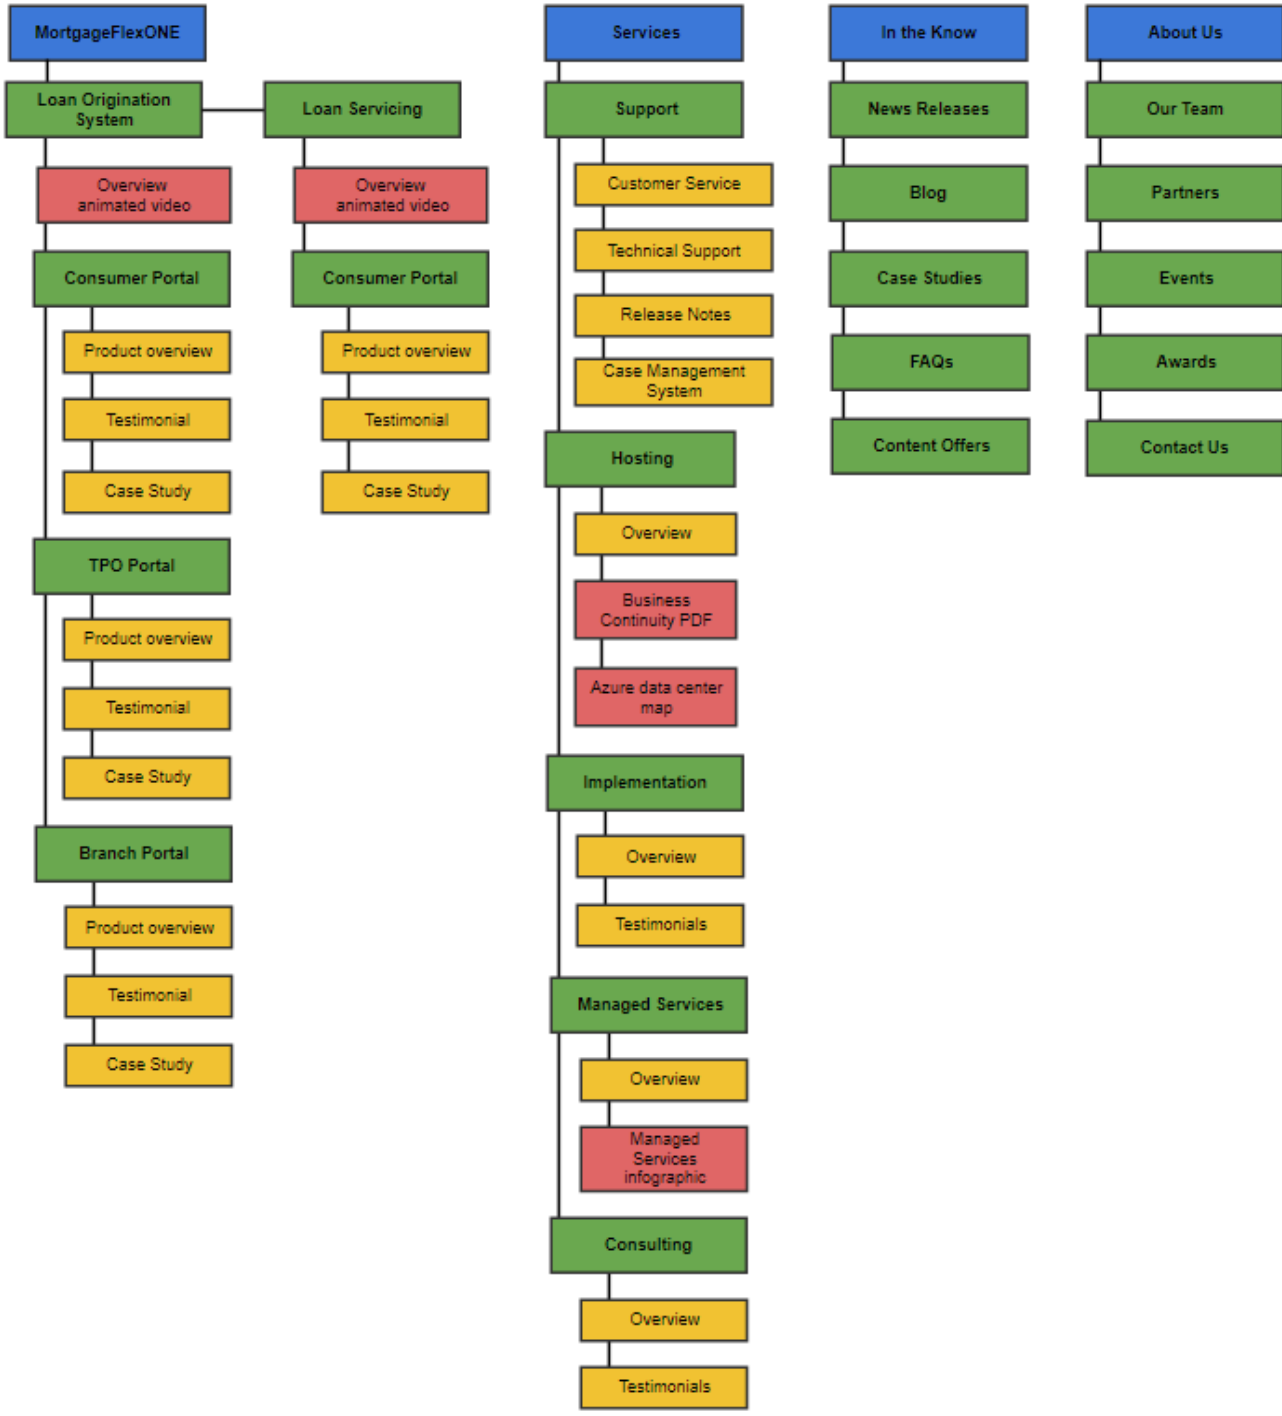 MortgageFlexONE
Loan Origination
System
Loan Servicing
Overview
animated video
Overview
animated video
Consumer Portal
Consumer Portal
Product overview
Product overview
Testimonial
Testimonial
Case Study
Case Study
TPO Portal
Product overview
Testimonial
Case Study
Branch Portal
Product overview
Testimonial
Case Study
Services
Support
Customer Service
Technical Support
Release Notes
Case Management
System
Hosting
Overview
Business
Continuity PDF
Azure data center
map
Implementation
Overview
Testimonials
Managed Services
Overview
Managed
Services
infographic
Consulting
Overview
Testimonials
In the Know
News Releases
Blog
Case Studies
FAQs
Content Offers
About Us
Our Team
Partners
Events
Awards
Contact Us